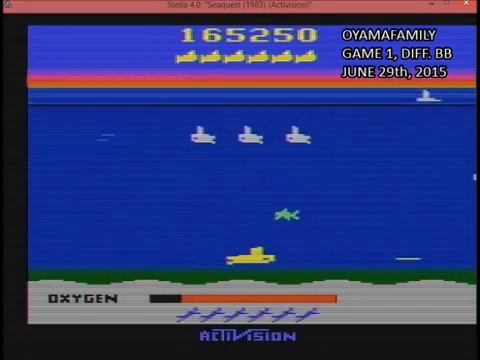 Stella 4.0: "Seaquest (1983) (Activision)"
165250
OYAMAFAMILY
GAME 1, DIFF. BB
JUNE 29th, 2015
OXYGEN
ACTIVISION